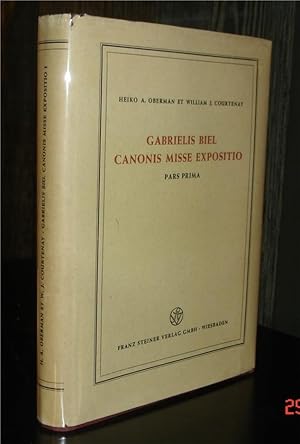 HEIKO A. OBERMAN ET WILLIAM J. COURTENAY
GABRIELIS BIEL
CANONIS MISSE EXPOSITIO
PARS PRIMA
FRANZ STEINER VERLAG GMBH · WIESBADEN
H. A. OBERMAN ET W. J. COURTENAY · GABRIELIS BIEL CANONIS MISSE EXPOSITIO I